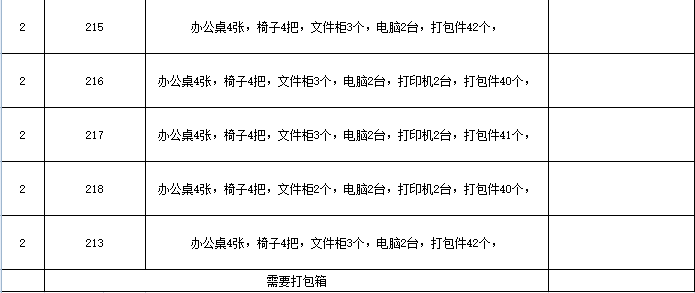 2 215 办公桌4张，椅子4把，文件柜3个，电脑2台，打包件42个，
2 216 办公桌4张，椅子4把，文件柜3个，电脑2台，打印机2台，打包件40个，
2 217 办公桌4张，椅子4把，文件柜3个，电脑2台，打印机2台，打包件41个，
2 218 办公桌4张，椅子4把，文件柜2个，电脑2台，打印机2台，打包件40个，
2 213 办公桌4张，椅子4把，文件柜3个，电脑2台，打包件42个，
需要打包箱